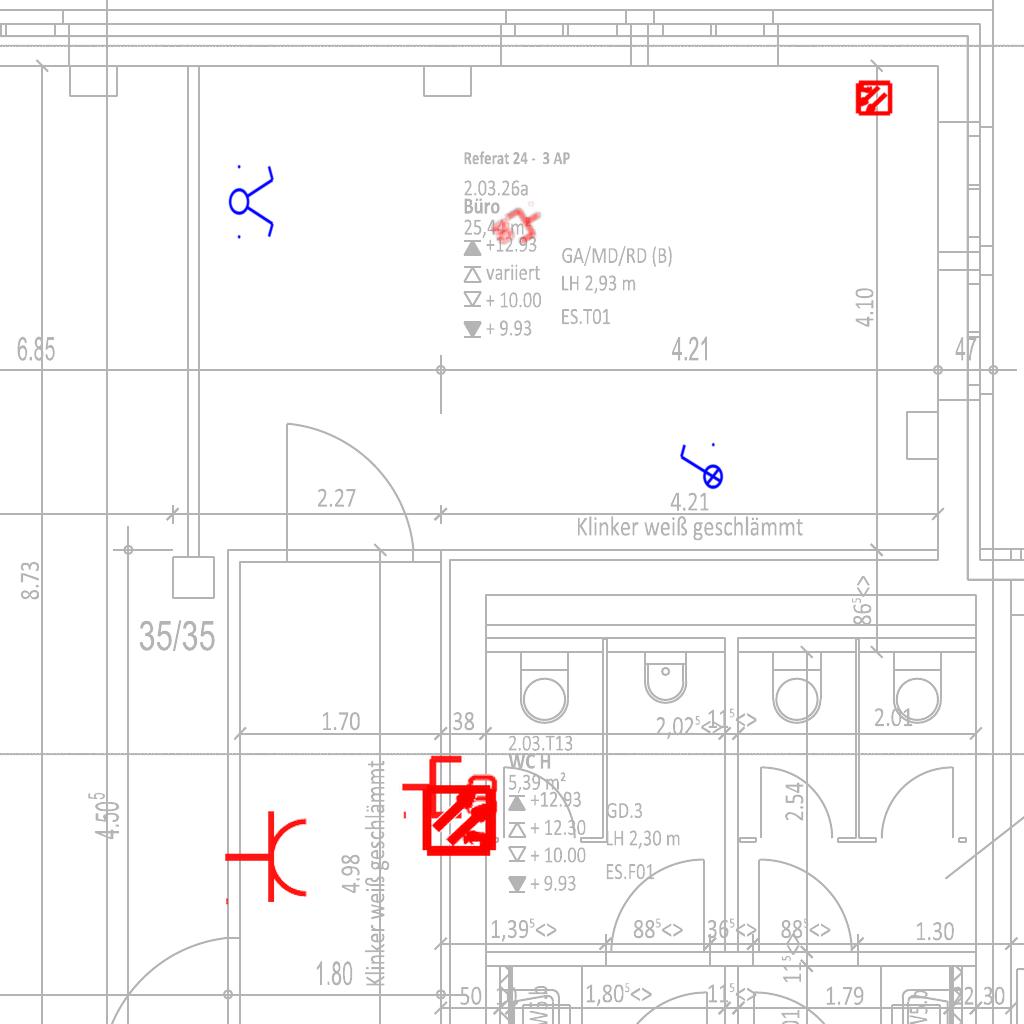 Referat 24 - 3 AP
2.03.26a
Büro
25,44 m²
+12.93
variiert
+ 10.00
+ 9.93
GA/MD/RD (B)
LH 2,93 m
ES.T01
4.10
6.85
4.21
47
2.27
4.21
Klinker weiß geschlämmt
8.73
35/35
86⁵<>
1.70
38
2,02⁵<>
11⁵<>
2.01
2.03.T13
WC H
5,39 m²
+12.93
+ 12.30
+ 10.00
+ 9.93
GD.3
LH 2,30 m
ES.F01
2.54
4.50⁵
4.98
Klinker weiß geschlämmt
1,39⁵<>
88⁵<>
36⁵<>
88⁵<>
1.30
11⁵<>
1.80
50
1,80⁵<>
11⁵<>
1.79
22,30